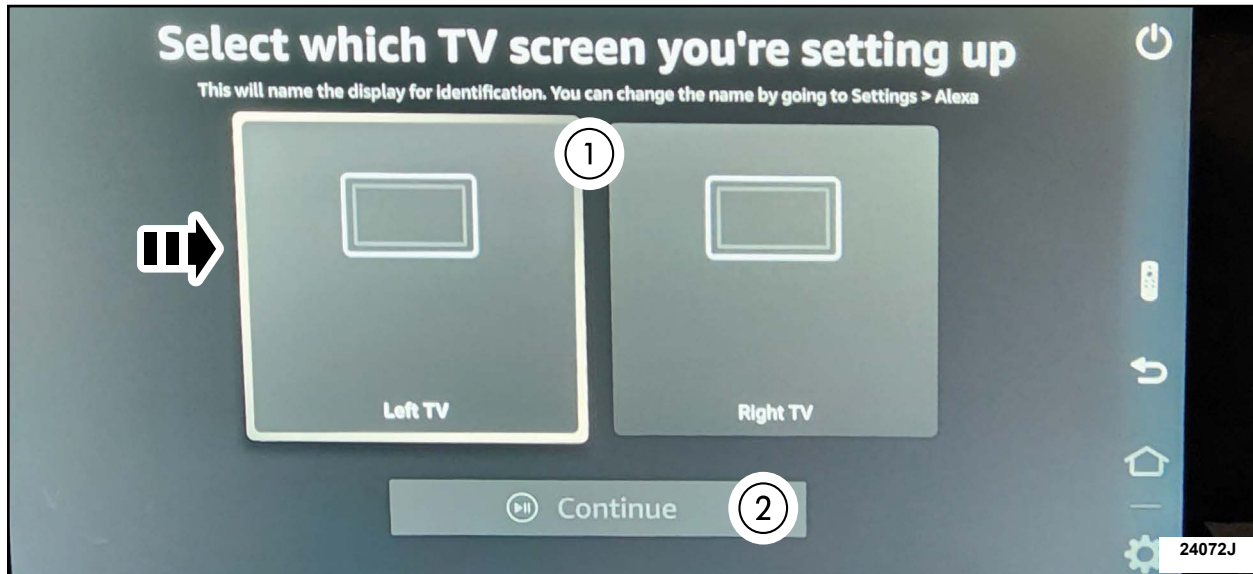 Select which TV screen you're setting up
This will name the display for identification. You can change the name by going to Settings > Alexa
1
Left TV
Right TV
Continue
2
24072J